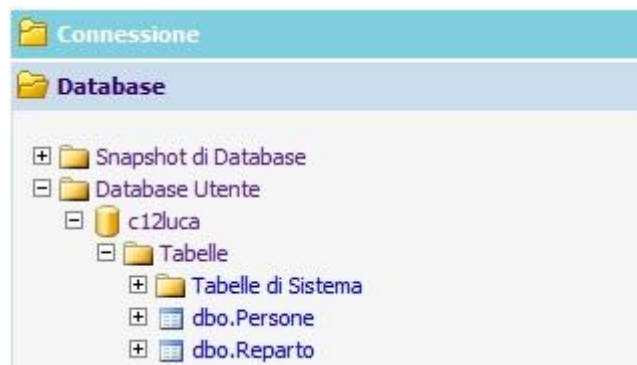 Connessione
Database
Snapshot di Database
Database Utente
c12luca
Tabelle
Tabelle di Sistema
dbo.Persone
dbo.Reparto